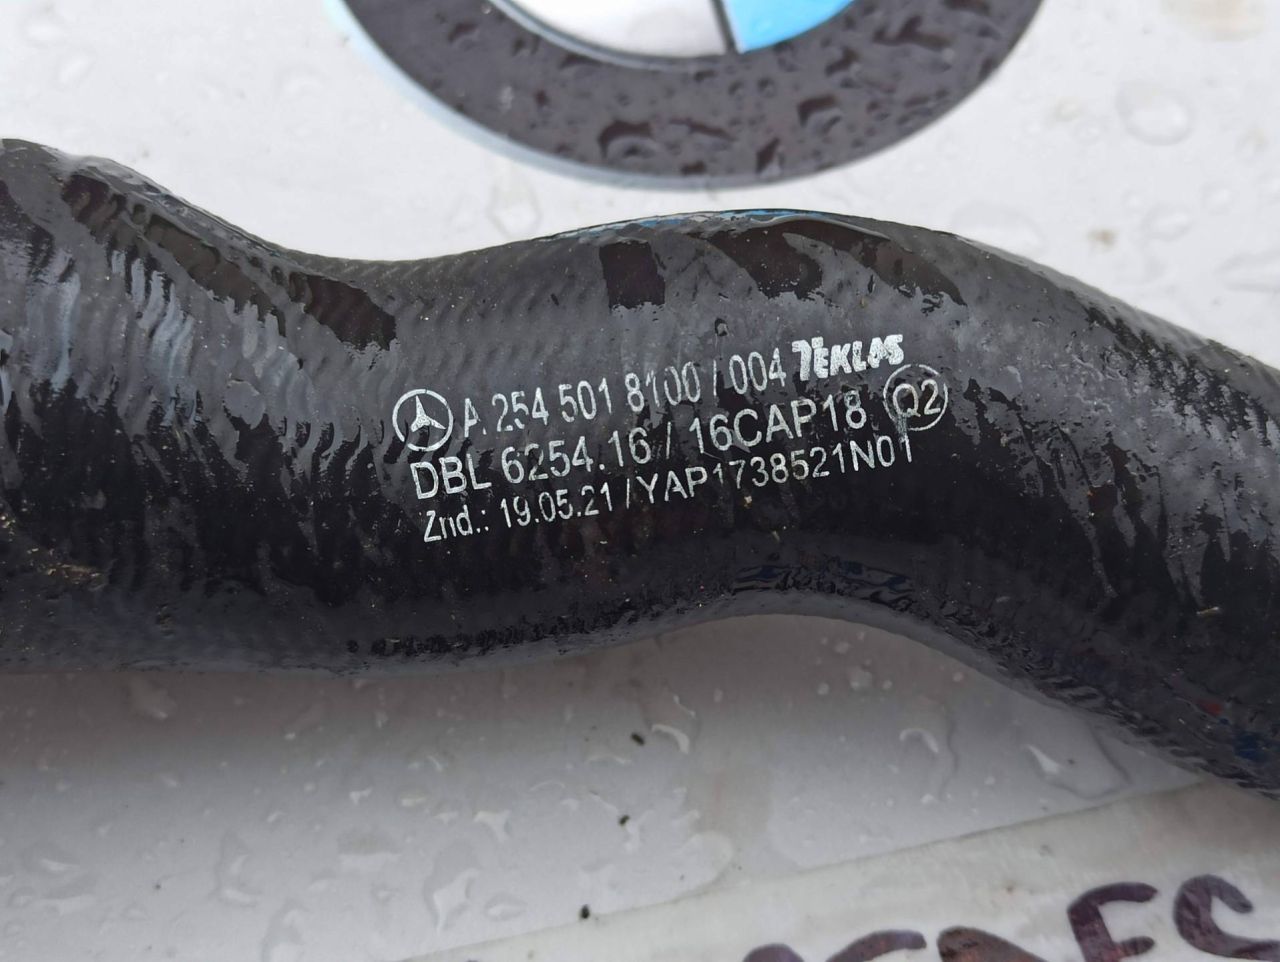 A 254 501 8100 / 004 TEKLAS
DBL 6254.16 / 16CAP18 Q2
Znd.: 19.05.21 / YAP1738521N01